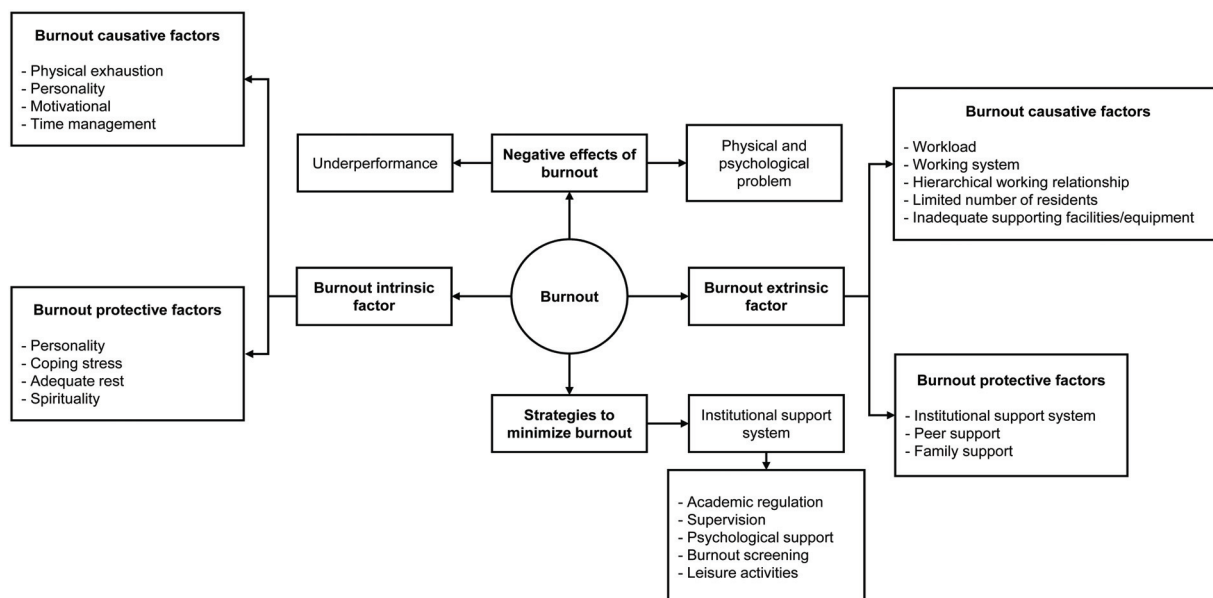 Burnout causative factors
- Physical exhaustion
- Personality
- Motivational
- Time management
Underperformance
Negative effects of
burnout
Physical and
psychological
problem
Burnout causative factors
- Workload
- Working system
- Hierarchical working relationship
- Limited number of residents
- Inadequate supporting facilities/equipment
Burnout protective factors
- Personality
- Coping stress
- Adequate rest
- Spirituality
Burnout intrinsic
factor
Burnout
Burnout extrinsic
factor
Burnout protective factors
- Institutional support system
- Peer support
- Family support
Strategies to
minimize burnout
Institutional support
system
- Academic regulation
- Supervision
- Psychological support
- Burnout screening
- Leisure activities